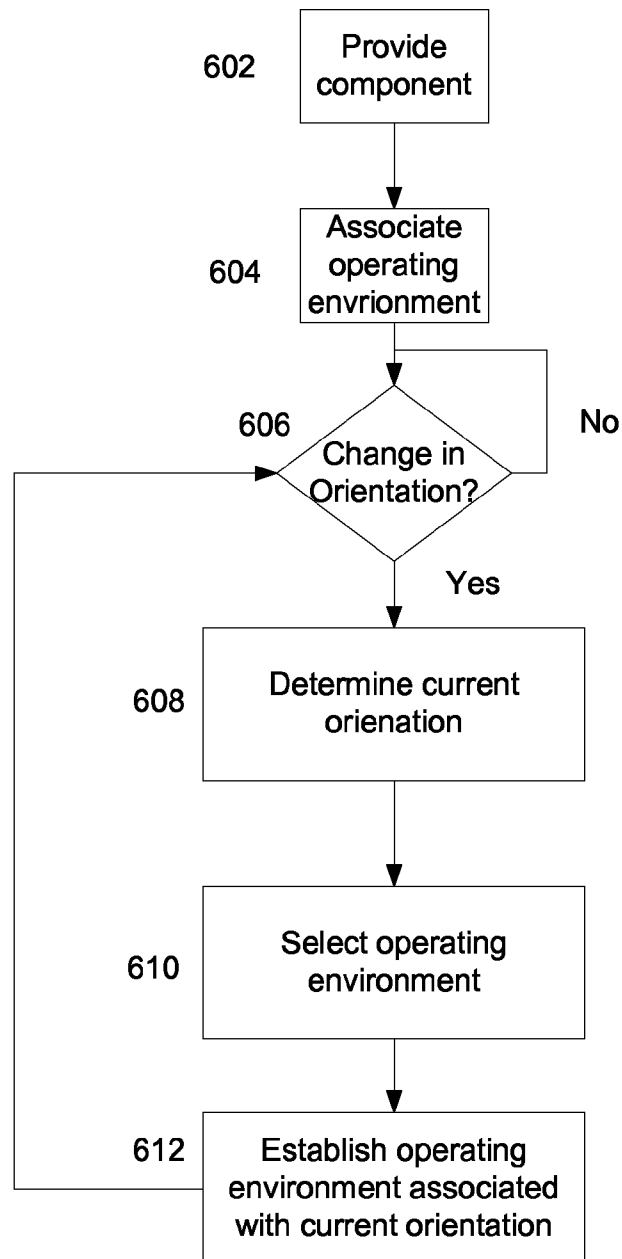 602
Provide
component
604
Associate
operating
envrionment
606
Change in
Orientation?
No
Yes
608
Determine current
orienation
610
Select operating
environment
612
Establish operating
environment associated
with current orientation